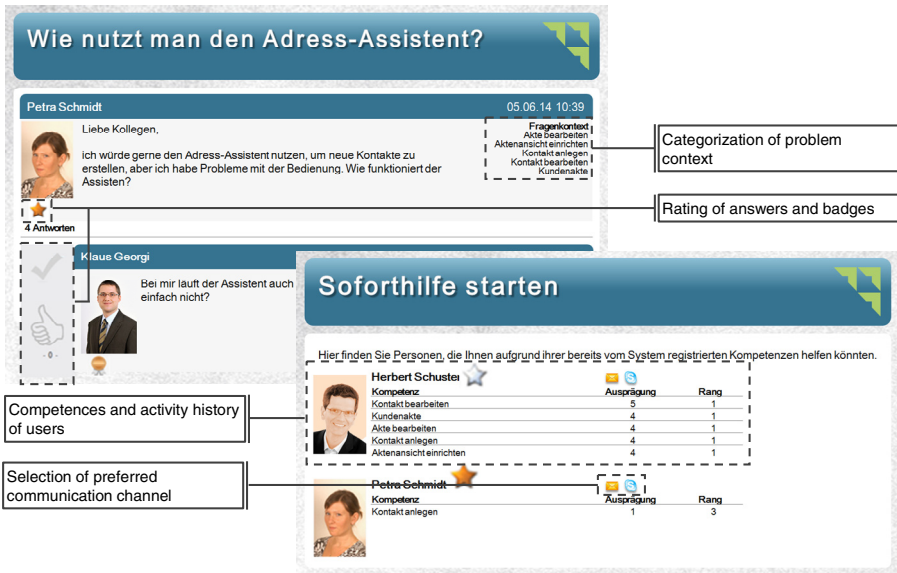 Wie nutzt man den Adress-Assistent?
Petra Schmidt
05.06.14 10:39
Liebe Kollegen,
ich würde gerne den Adress-Assistent nutzen, um neue Kontakte zu
erstellen, aber ich habe Probleme mit der Bedienung. Wie funktioniert der
Assisten?
Fragenkontext
Akte bearbeiten
Aktenansicht einrichten
Kontakt anlegen
Kontakt bearbeiten
Kundenakte
4 Antworten
Klaus Georgi
Bei mir lauft der Assistent auch
einfach nicht?
- 0 -
Categorization of problem
context
Rating of answers and badges
Soforthilfe starten
Hier finden Sie Personen, die Ihnen aufgrund ihrer bereits vom System registrierten Kompetenzen helfen könnten.
Herbert Schuster
Kompetenz Ausprägung Rang
Kontakt bearbeiten 5 1
Kundenakte 4 1
Akte bearbeiten 4 1
Kontakt anlegen 4 1
Aktenansicht einrichten 4 1
Petra Schmidt
Kompetenz Ausprägung Rang
Kontakt anlegen 1 3
Competences and activity history
of users
Selection of preferred
communication channel